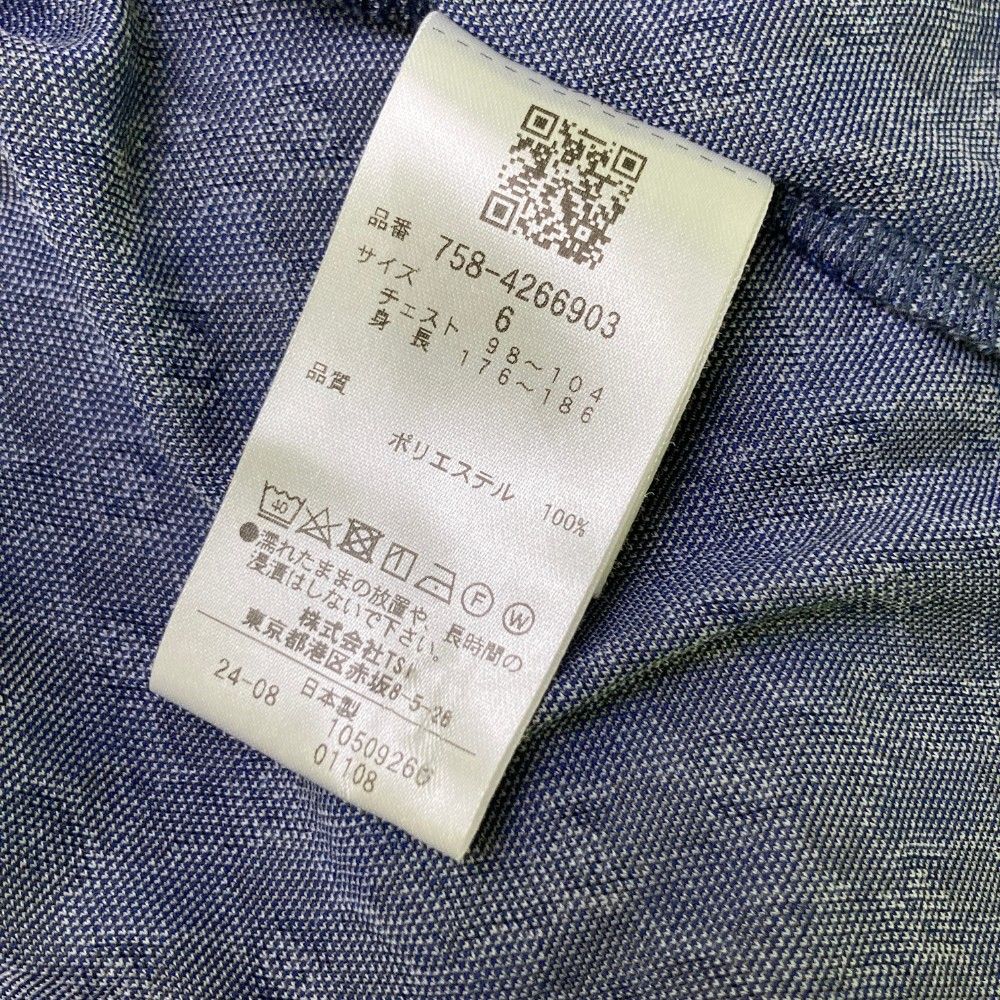 品番 758-4266903
サイズ 6
チェスト 98～104
身長 176～186
品質
ポリエステル 100%
40
F W
●濡れたままの放置や、長時間の
浸漬はしないで下さい。
株式会社TSI
東京都港区赤坂8-5-26
24-08 日本製
10509260
01108